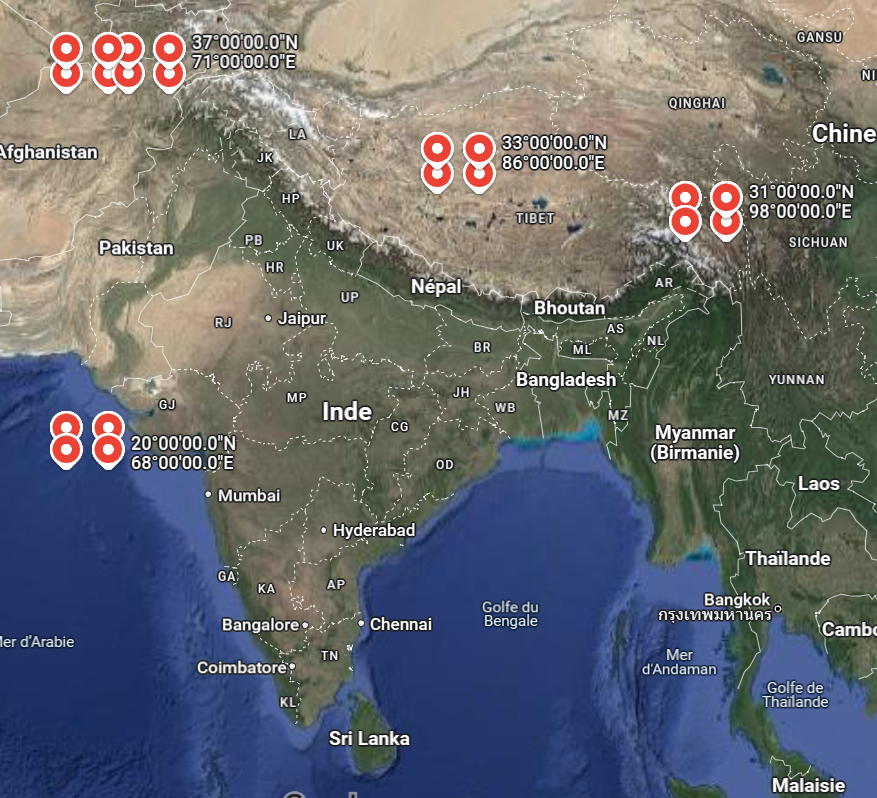 GANSU
37°00'00.0"N
71°00'00.0"E
QINGHAI
Chine
LA
33°00'00.0"N
86°00'00.0"E
Afghanistan
JK
HP
31°00'00.0"N
98°00'00.0"E
TIBET
SICHUAN
Pakistan
PB
UK
HR
Népal
AR
UP
Bhoutan
RJ
Jaipur
AS
NL
BR
ML
Bangladesh
YUNNAN
GJ
MP
JH
Inde
WB
MZ
CG
20°00'00.0"N
68°00'00.0"E
Myanmar
(Birmanie)
OD
Laos
Mumbai
Hyderabad
Thaïlande
GA
KA
AP
Bangkok
กรุงเทพมหานคร
Golfe du
Bengale
Bangalore
Chennai
Mer d'Arabie
TN
Mer
d'Andaman
Coimbatore
KL
Golfe de
Thaïlande
Sri Lanka
Malaisie